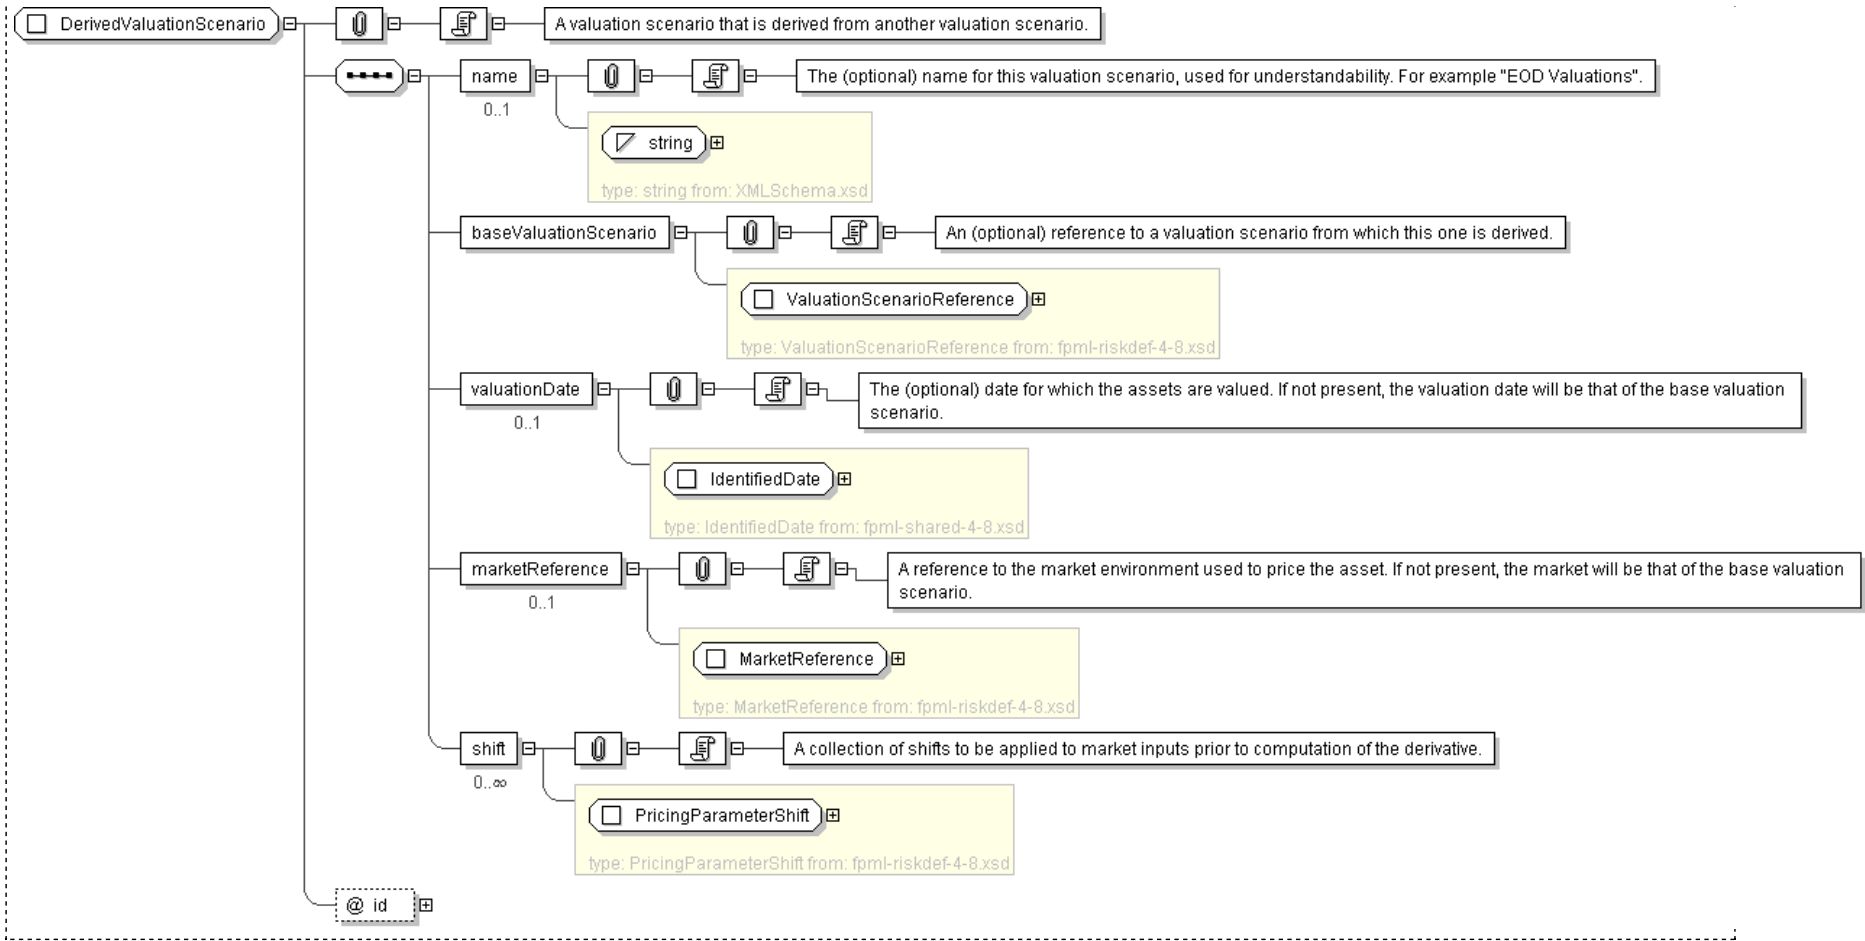 DerivedValuationScenario
A valuation scenario that is derived from another valuation scenario.
name
The (optional) name for this valuation scenario, used for understandability. For example "EOD Valuations".
0..1
string
type: string from: XMLSchema.xsd
baseValuationScenario
An (optional) reference to a valuation scenario from which this one is derived.
ValuationScenarioReference
type: ValuationScenarioReference from: fpml-riskdef-4-8.xsd
valuationDate
The (optional) date for which the assets are valued. If not present, the valuation date will be that of the base valuation
scenario.
0..1
IdentifiedDate
type: IdentifiedDate from: fpml-shared-4-8.xsd
marketReference
A reference to the market environment used to price the asset. If not present, the market will be that of the base valuation
scenario.
0..1
MarketReference
type: MarketReference from: fpml-riskdef-4-8.xsd
shift
A collection of shifts to be applied to market inputs prior to computation of the derivative.
0..∞
PricingParameterShift
type: PricingParameterShift from: fpml-riskdef-4-8.xsd
@ id